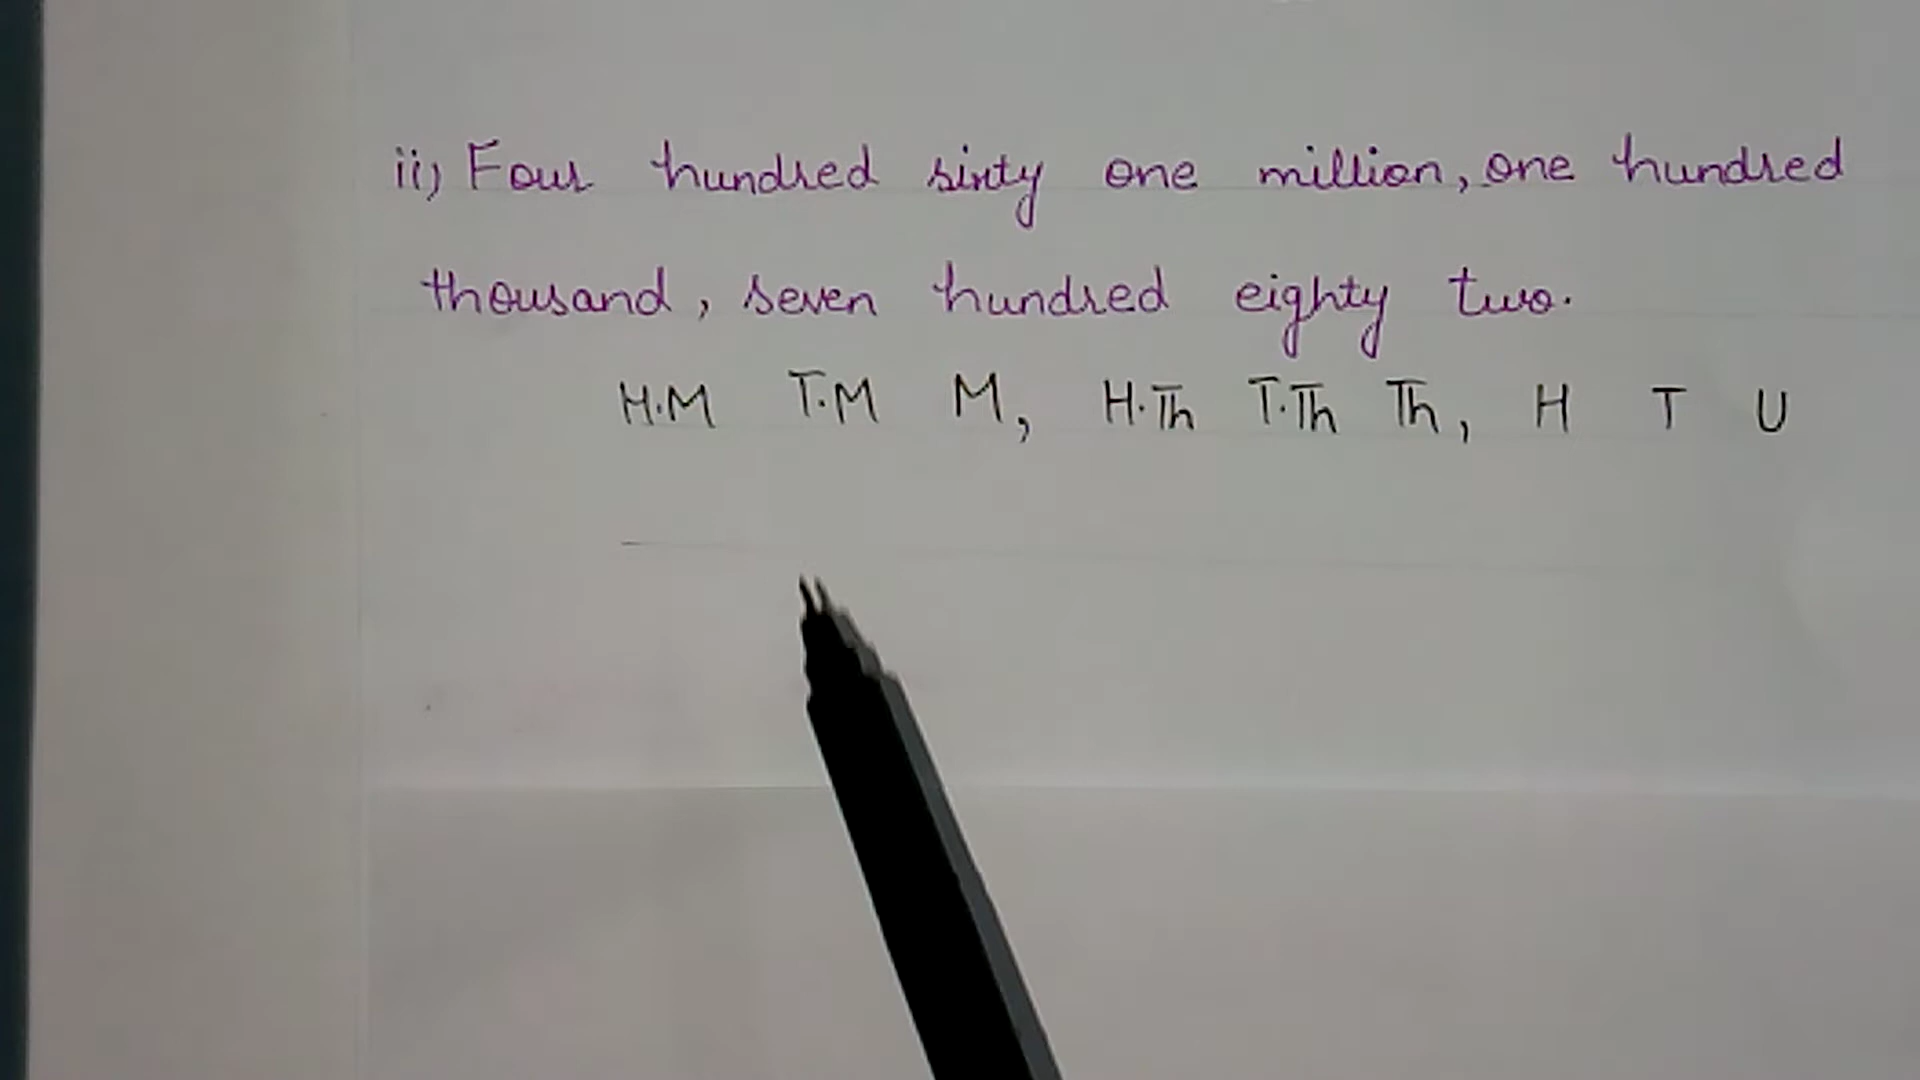 ii) Four hundred sixty one million, one hundred
thousand, seven hundred eighty two.
H.M T.M M, H.Th T.Th Th, H T U